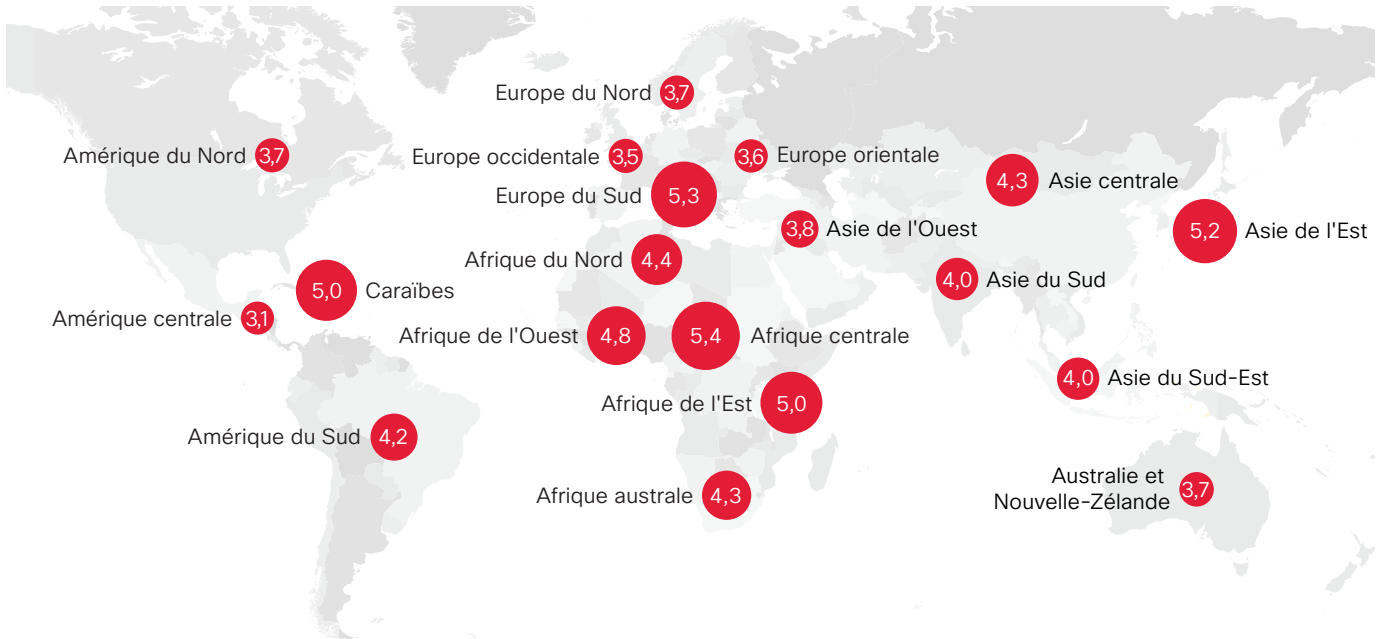 Europe du Nord 3,7
Amérique du Nord 3,7
Europe occidentale 3,5
3,6 Europe orientale
Europe du Sud 5,3
4,3 Asie centrale
3,8 Asie de l'Ouest
5,2 Asie de l'Est
Afrique du Nord 4,4
4,0 Asie du Sud
5,0 Caraïbes
Amérique centrale 3,1
Afrique de l'Ouest 4,8
5,4 Afrique centrale
4,0 Asie du Sud-Est
Afrique de l'Est 5,0
Amérique du Sud 4,2
Afrique australe 4,3
Australie et
Nouvelle-Zélande 3,7